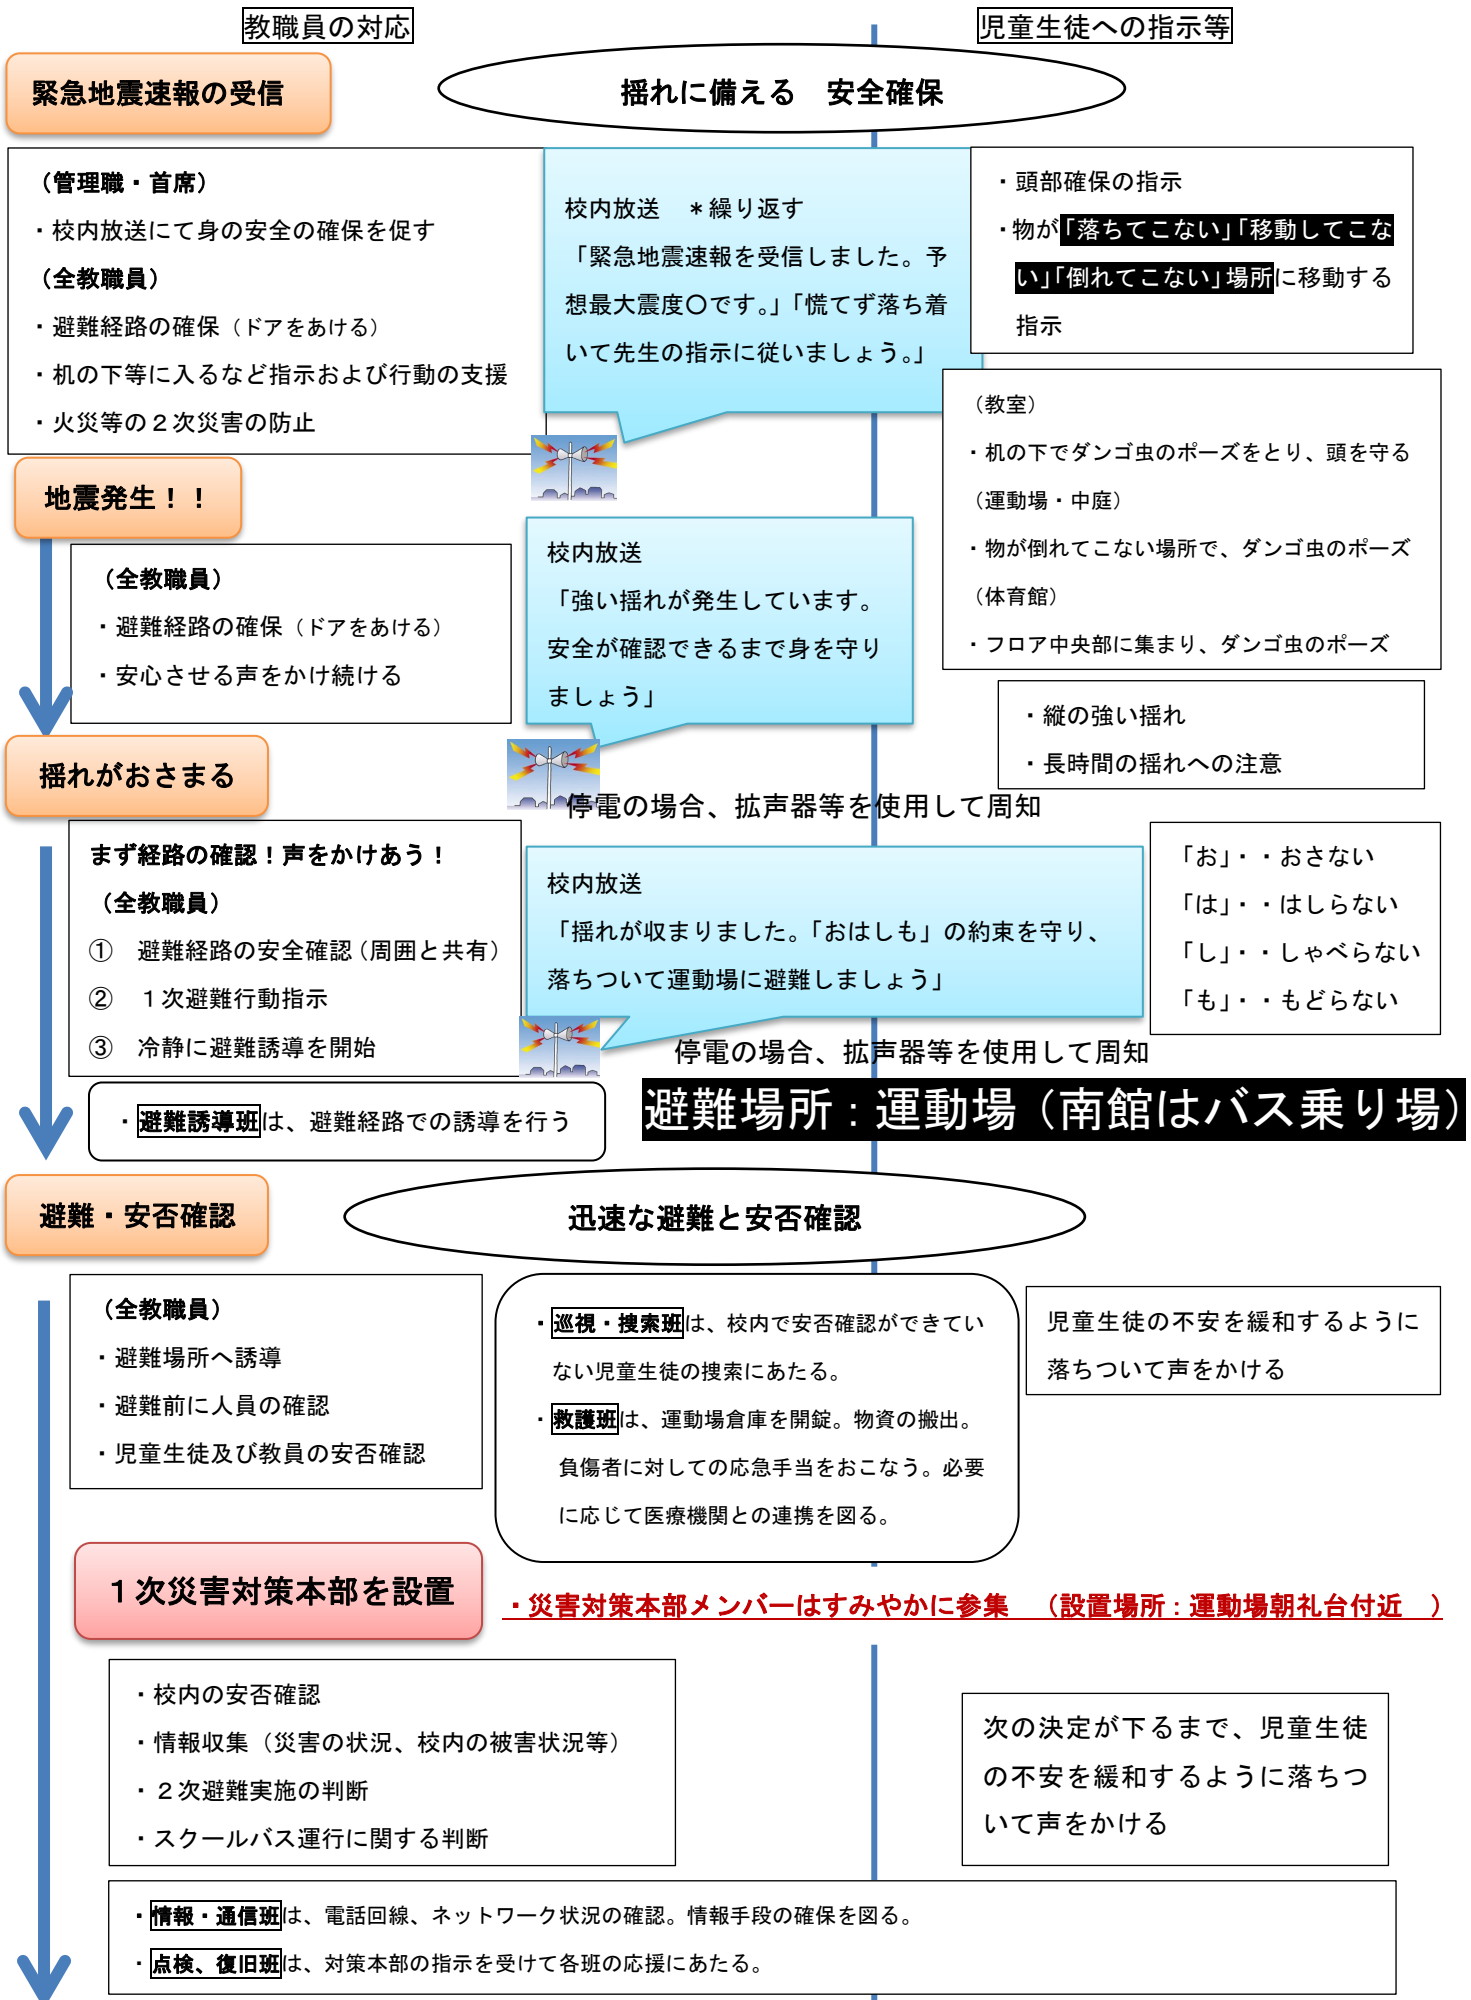 教職員の対応
児童生徒への指示等
緊急地震速報の受信
揺れに備える　安全確保
（管理職・首席）
・校内放送にて身の安全の確保を促す
（全教職員）
・避難経路の確保（ドアをあける）
・机の下等に入るなど指示および行動の支援
・火災等の２次災害の防止
校内放送　＊繰り返す
「緊急地震速報を受信しました。予
想最大震度〇です。」「慌てず落ち着
いて先生の指示に従いましょう。」
・頭部確保の指示
・物が「落ちてこない」「移動してこな
い」「倒れてこない」場所に移動する
指示
（教室）
・机の下でダンゴ虫のポーズをとり、頭を守る
（運動場・中庭）
・物が倒れてこない場所で、ダンゴ虫のポーズ
（体育館）
・フロア中央部に集まり、ダンゴ虫のポーズ
地震発生！！
（全教職員）
・避難経路の確保（ドアをあける）
・安心させる声をかけ続ける
校内放送
「強い揺れが発生しています。
安全が確認できるまで身を守り
ましょう」
・縦の強い揺れ
・長時間の揺れへの注意
揺れがおさまる
停電の場合、拡声器等を使用して周知
まず経路の確認！声をかけあう！
（全教職員）
①　避難経路の安全確認（周囲と共有）
②　１次避難行動指示
③　冷静に避難誘導を開始
校内放送
「揺れが収まりました。「おはしも」の約束を守り、
落ちついて運動場に避難しましょう」
「お」・・おさない
「は」・・はしらない
「し」・・しゃべらない
「も」・・もどらない
停電の場合、拡声器等を使用して周知
・避難誘導班は、避難経路での誘導を行う
避難場所：運動場（南館はバス乗り場）
避難・安否確認
迅速な避難と安否確認
（全教職員）
・避難場所へ誘導
・避難前に人員の確認
・児童生徒及び教員の安否確認
・巡視・捜索班は、校内で安否確認ができてい
ない児童生徒の捜索にあたる。
・救護班は、運動場倉庫を開錠。物資の搬出。
負傷者に対しての応急手当をおこなう。必要
に応じて医療機関との連携を図る。
児童生徒の不安を緩和するように
落ちついて声をかける
１次災害対策本部を設置
・災害対策本部メンバーはすみやかに参集　（設置場所：運動場朝礼台付近　）
・校内の安否確認
・情報収集（災害の状況、校内の被害状況等）
・２次避難実施の判断
・スクールバス運行に関する判断
次の決定が下るまで、児童生徒
の不安を緩和するように落ちつ
いて声をかける
・情報・通信班は、電話回線、ネットワーク状況の確認。情報手段の確保を図る。
・点検、復旧班は、対策本部の指示を受けて各班の応援にあたる。